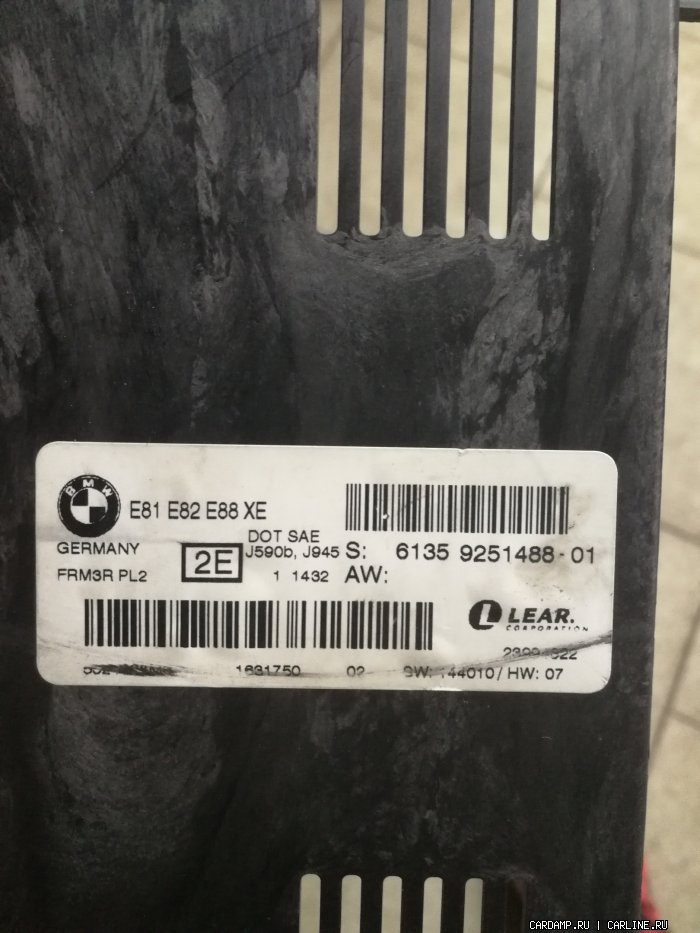 BMW
E81 E82 E88 XE
GERMANY
DOT SAE
2E J590b, J945 S: 6135 9251488-01
FRM3R PL2 1 1432 AW:
LEAR.
CORPORATION
1631750 02 HW: 07
CARDAMP.RU | CARLINE.RU